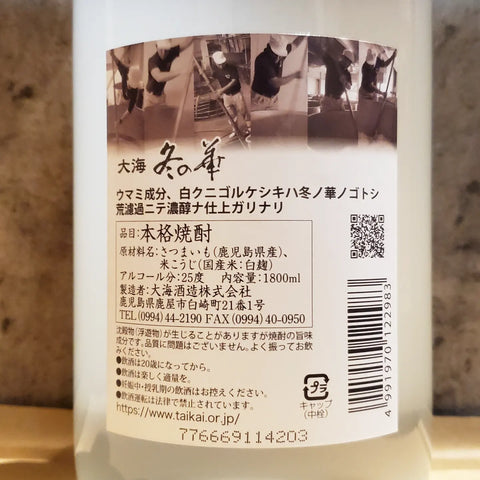 大海 冬の華
ウマミ成分、白クニゴルケシキハ冬ノ華ノゴトシ
荒濾過ニテ濃醇ナ仕上ガリナリ
品目：本格焼酎
原材料名：さつまいも（鹿児島県産）、
米こうじ（国産米：白麹）
アルコール分：25度 内容量：1800ml
製造者：大海酒造株式会社
鹿児島県鹿屋市白崎町21番1号
TEL(0994)44-2190 FAX(0994)40-0950
沈殿物（浮遊物）が生じることがありますが焼酎の旨味
成分です。品質に問題はございません。よく振ってお飲
みください。
●飲酒は20歳になってから。
●飲酒は楽しく適量を。
●妊娠中・授乳期の飲酒はお控えください。
●飲酒運転は法律で禁止されています。
https://www.taikai.or.jp/
プラ
キャップ
（中栓）
4 991970 122983
776669114203